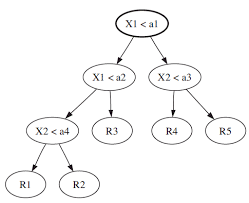 X1 < a1
X1 < a2 X2 < a3
X2 < a4 R3 R4 R5
R1 R2